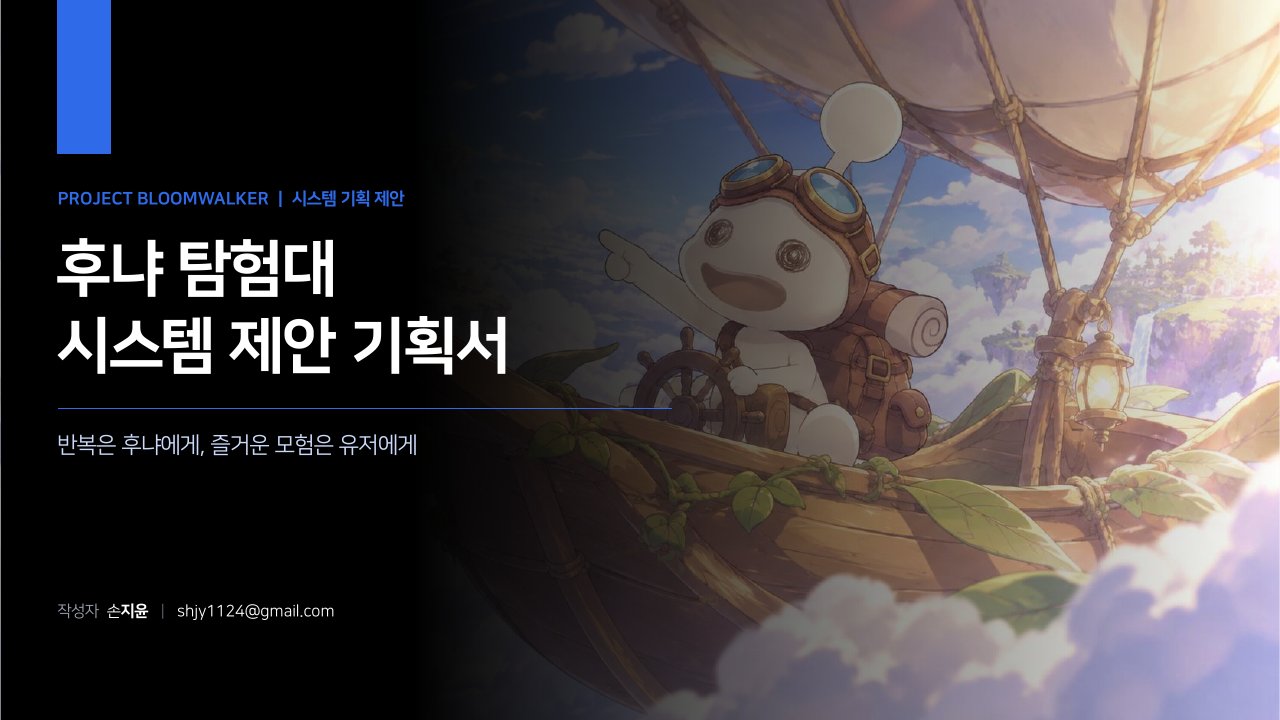 PROJECT BLOOMWALKER | 시스템 기획 제안
후냐 탐험대
시스템 제안 기획서
반복은 후냐에게, 즐거운 모험은 유저에게
작성자 손지윤 | shjy1124@gmail.com